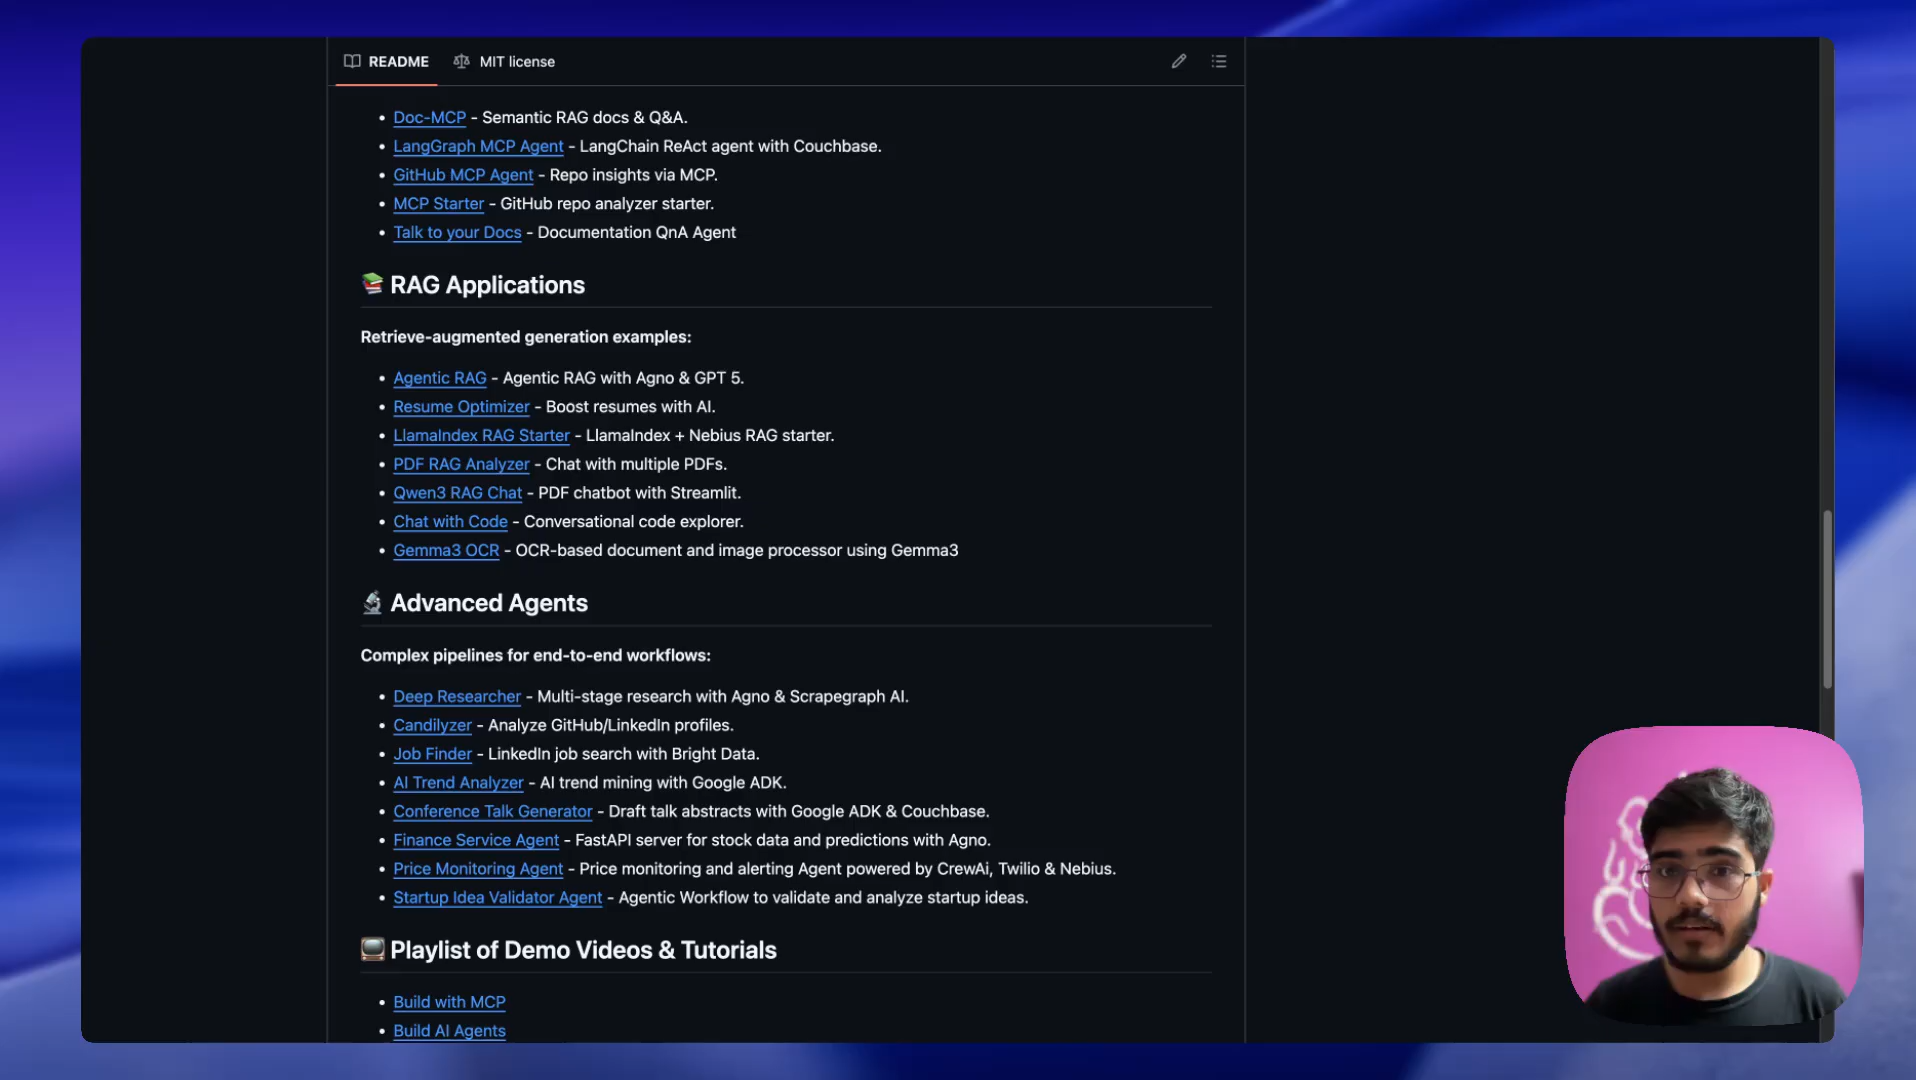 README MIT license
Doc-MCP - Semantic RAG docs & Q&A.
LangGraph MCP Agent - LangChain ReAct agent with Couchbase.
GitHub MCP Agent - Repo insights via MCP.
MCP Starter - GitHub repo analyzer starter.
Talk to your Docs - Documentation QnA Agent
RAG Applications
Retrieve-augmented generation examples:
Agentic RAG - Agentic RAG with Agno & GPT 5.
Resume Optimizer - Boost resumes with AI.
LlamaIndex RAG Starter - LlamaIndex + Nebius RAG starter.
PDF RAG Analyzer - Chat with multiple PDFs.
Qwen3 RAG Chat - PDF chatbot with Streamlit.
Chat with Code - Conversational code explorer.
Gemma3 OCR - OCR-based document and image processor using Gemma3
Advanced Agents
Complex pipelines for end-to-end workflows:
Deep Researcher - Multi-stage research with Agno & Scrapegraph AI.
Candilyzer - Analyze GitHub/LinkedIn profiles.
Job Finder - LinkedIn job search with Bright Data.
AI Trend Analyzer - AI trend mining with Google ADK.
Conference Talk Generator - Draft talk abstracts with Google ADK & Couchbase.
Finance Service Agent - FastAPI server for stock data and predictions with Agno.
Price Monitoring Agent - Price monitoring and alerting Agent powered by CrewAi, Twilio & Nebius.
Startup Idea Validator Agent - Agentic Workflow to validate and analyze startup ideas.
Playlist of Demo Videos & Tutorials
Build with MCP
Build AI Agents